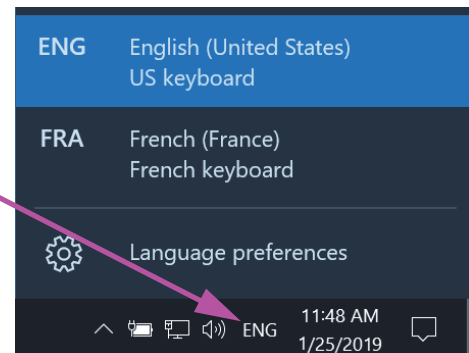 ENG English (United States)
US keyboard
FRA French (France)
French keyboard
Language preferences
ENG 11:48 AM
1/25/2019